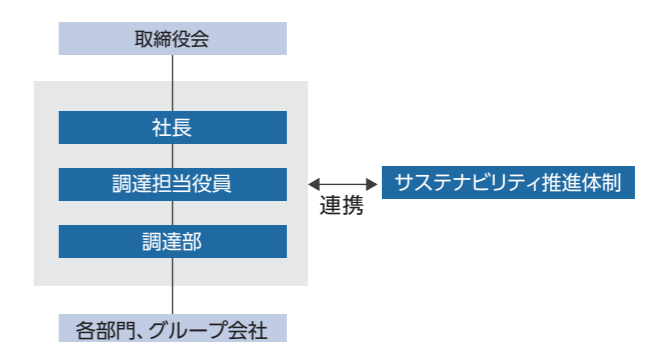 取締役会
社長
調達担当役員
調達部
連携
サステナビリティ推進体制
各部門、グループ会社